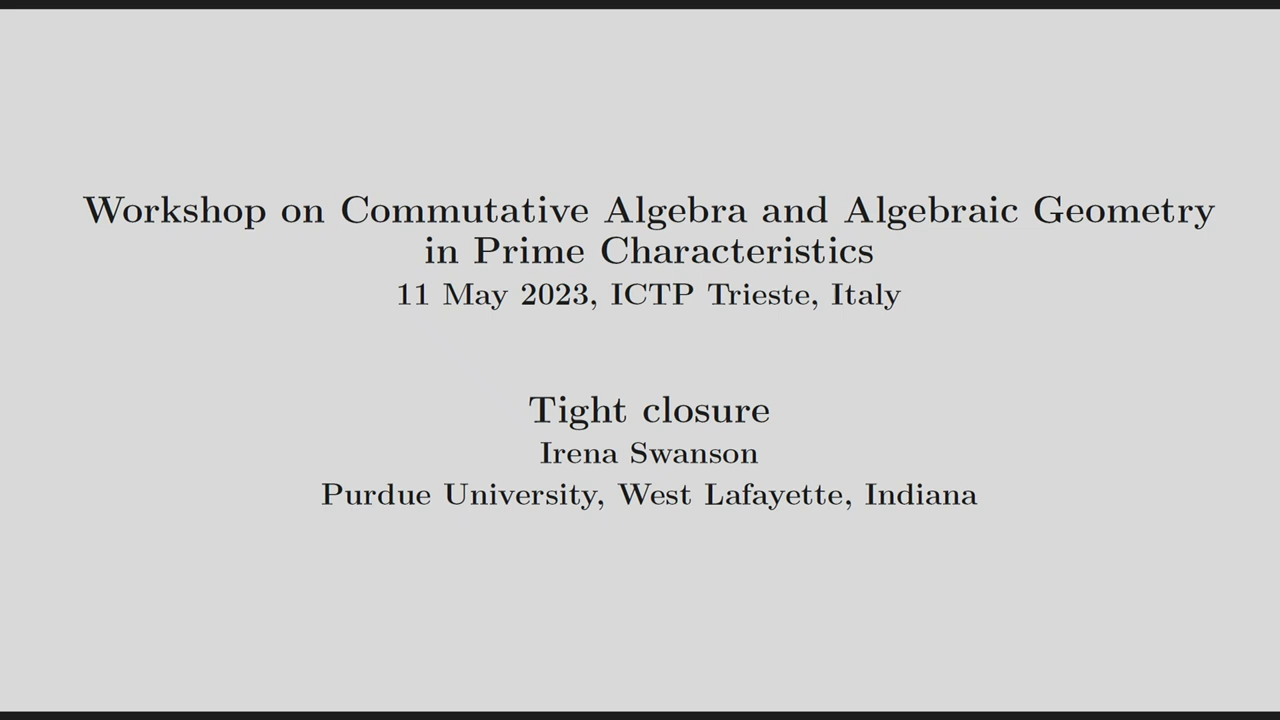 Workshop on Commutative Algebra and Algebraic Geometry
in Prime Characteristics
11 May 2023, ICTP Trieste, Italy
Tight closure
Irena Swanson
Purdue University, West Lafayette, Indiana